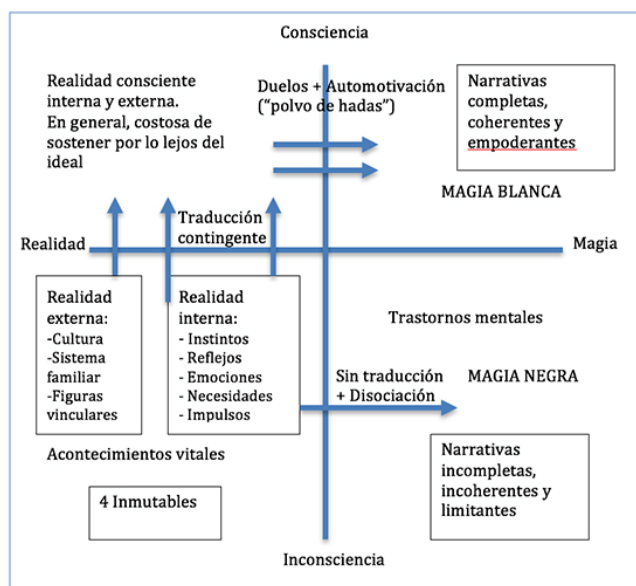 Consciencia
Realidad consciente
interna y externa.
En general, costosa de
sostener por lo lejos del
ideal
Duelos + Automotivación
(“polvo de hadas”)
Narrativas
completas,
coherentes y
empoderantes
MAGIA BLANCA
Traducción
contingente
Realidad
Magia
Realidad
externa:
-Cultura
-Sistema
familiar
-Figuras
vinculares
Realidad
interna:
- Instintos
- Reflejos
- Emociones
- Necesidades
- Impulsos
Trastornos mentales
Sin traducción
+ Disociación
MAGIA NEGRA
Acontecimientos vitales
4 Inmutables
Narrativas
incompletas,
incoherentes y
limitantes
Inconsciencia